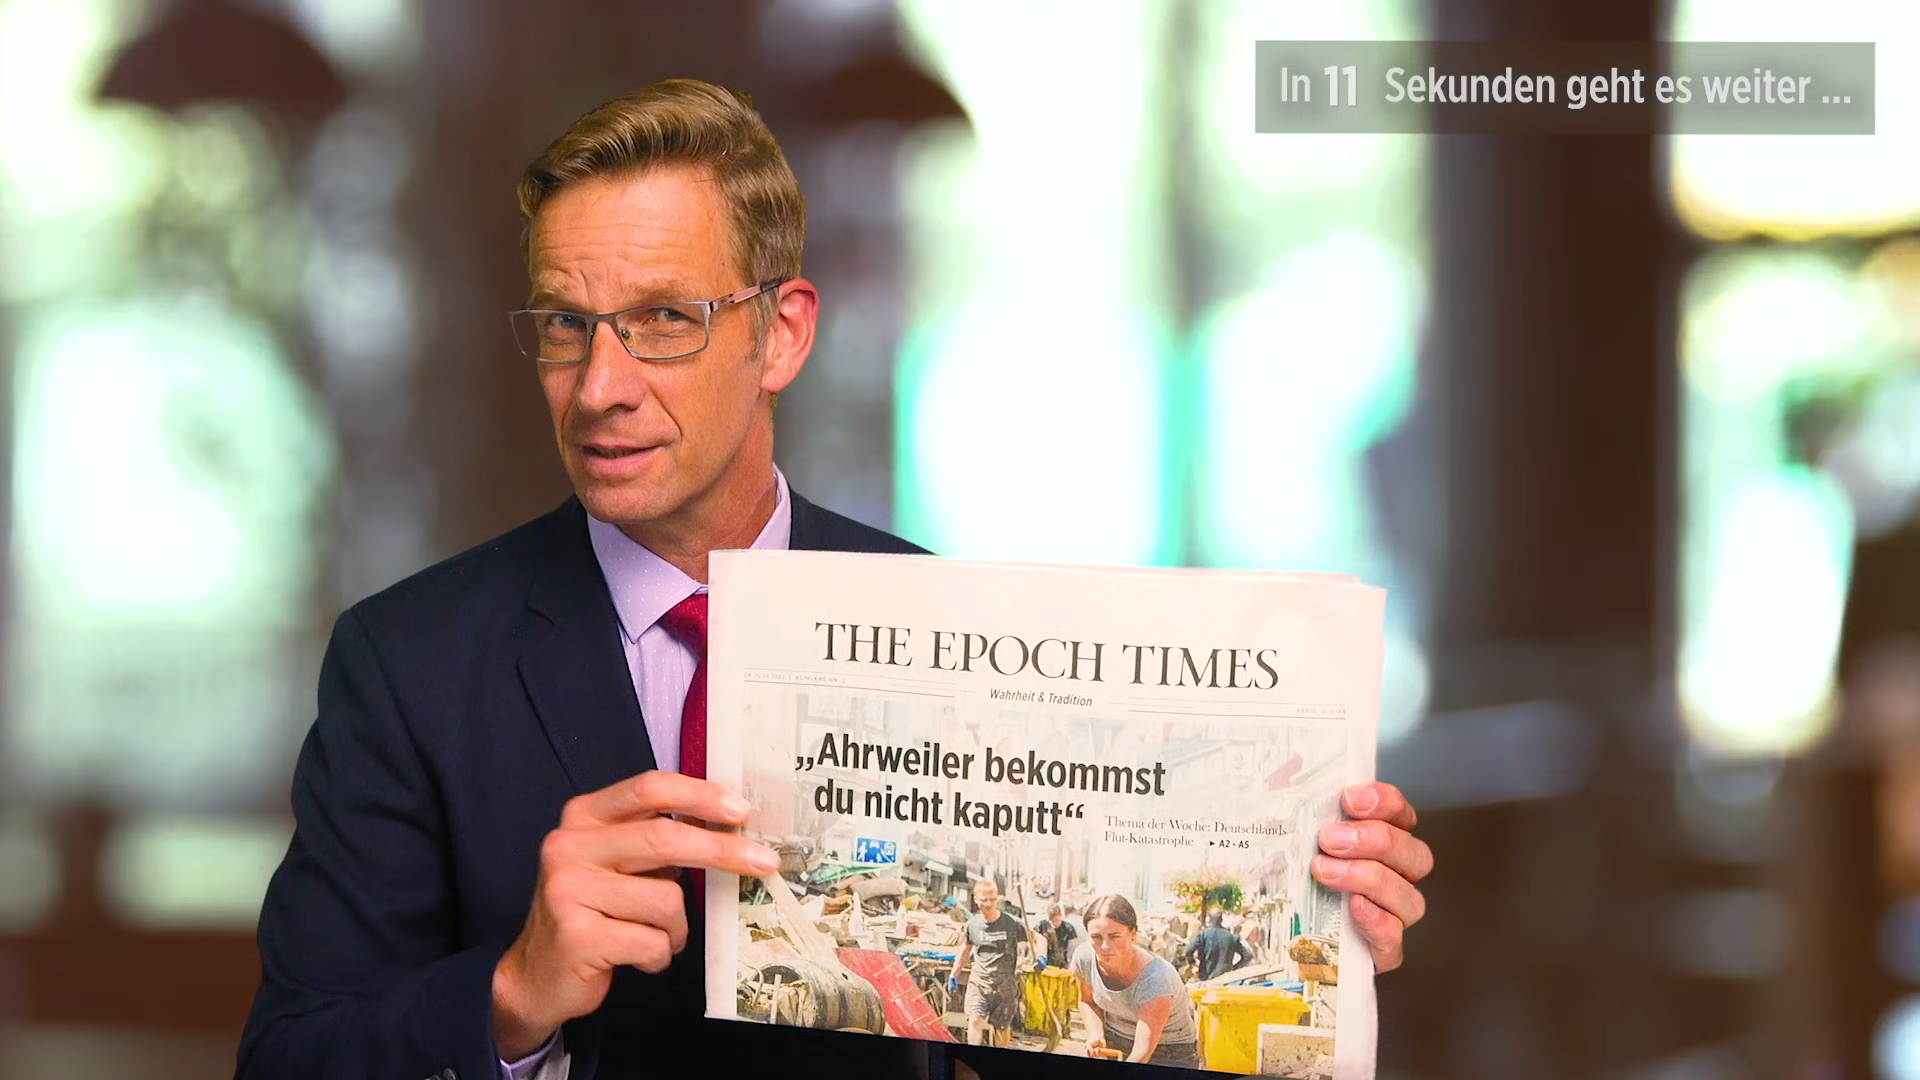 In 11 Sekunden geht es weiter ...
THE EPOCH TIMES
Wahrheit & Tradition
„Ahrweiler bekommst
du nicht kaputt“
Thema der Woche: Deutschlands
Flut-Katastrophe ► A2 - A5